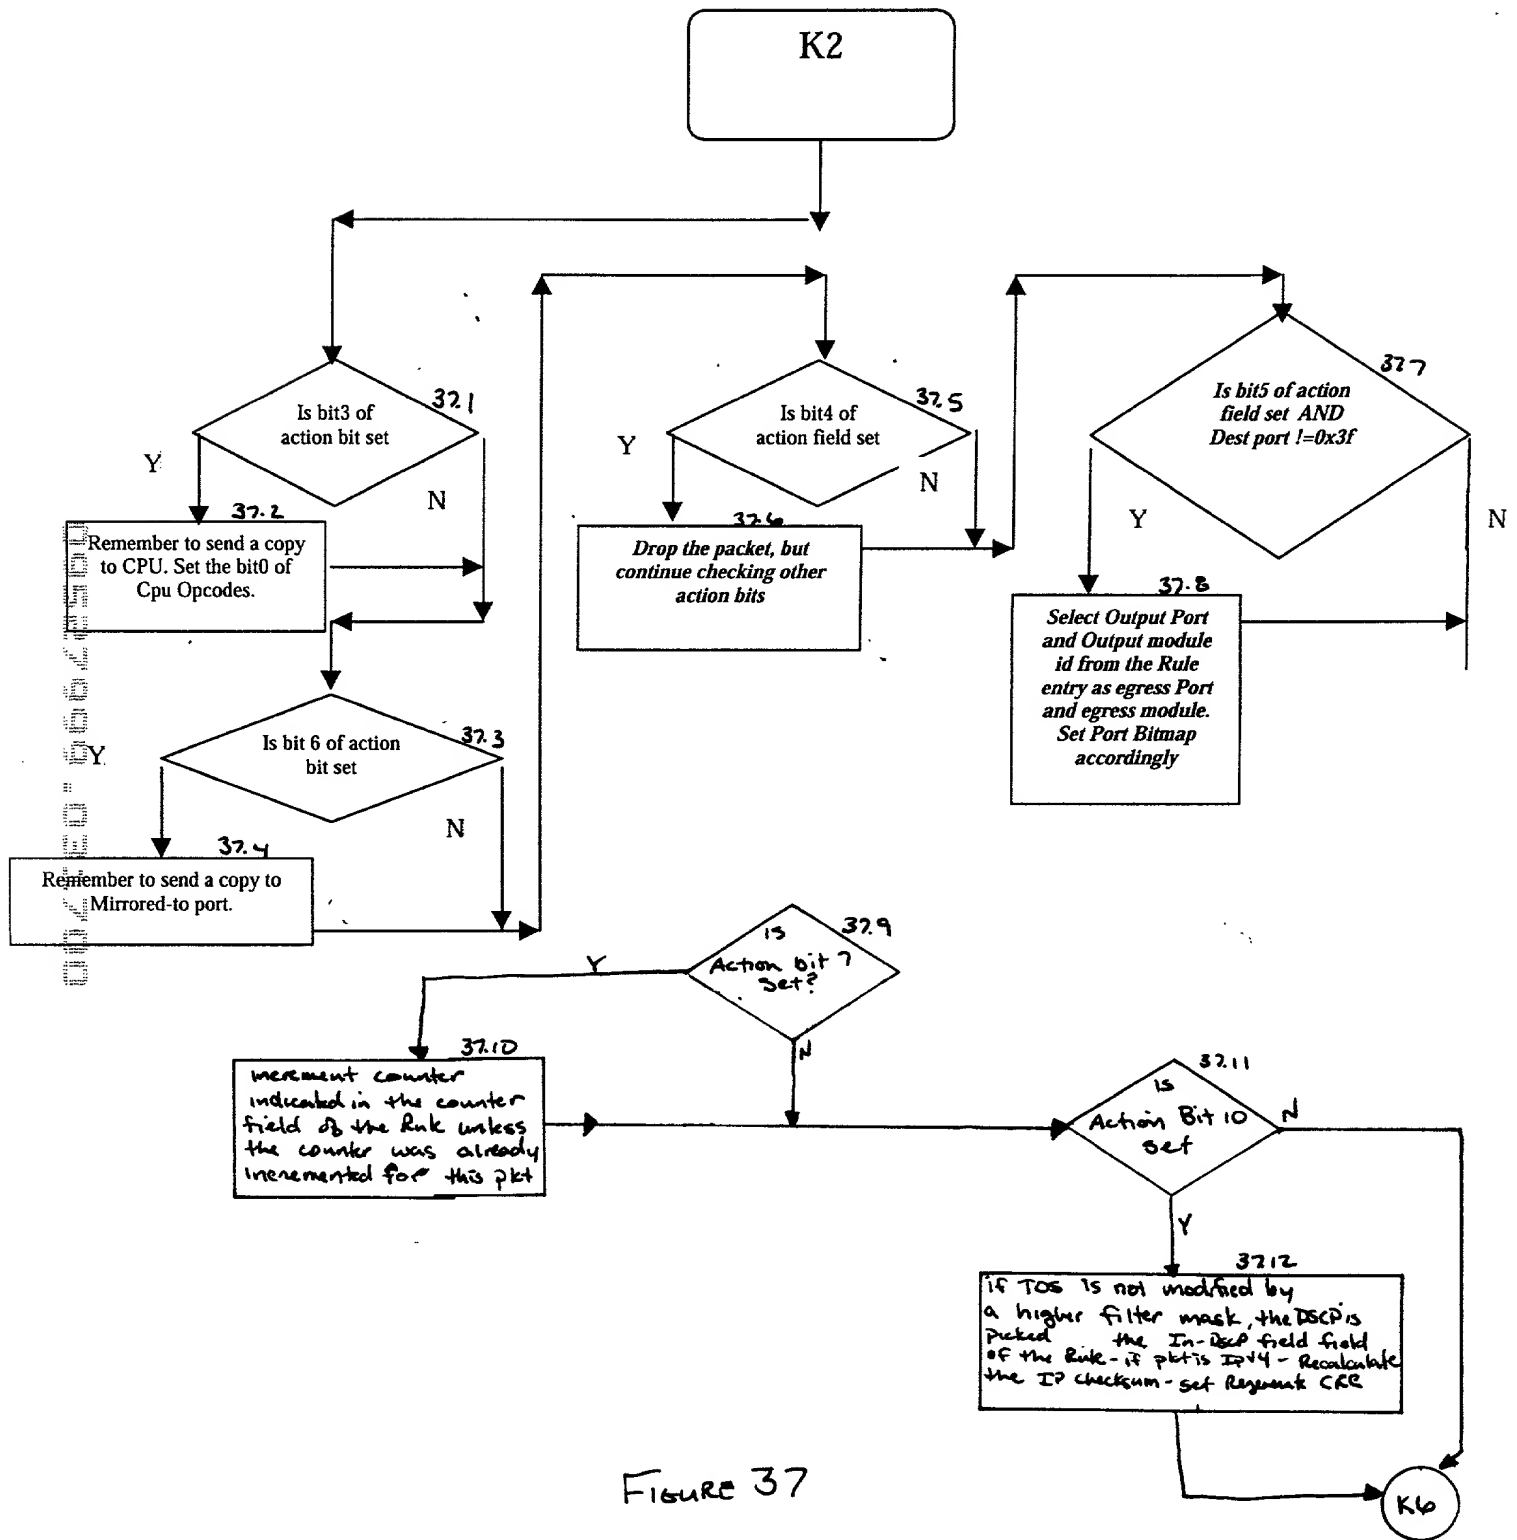 K2
37.1
Is bit3 of
action bit set
Y
N
37.2
Remember to send a copy
to CPU. Set the bit0 of
Cpu Opcodes.
37.3
Is bit 6 of action
bit set
Y
N
37.4
Remember to send a copy to
Mirrored-to port.
37.5
Is bit4 of
action field set
Y
N
37.6
Drop the packet, but
continue checking other
action bits
37.7
Is bit5 of action
field set AND
Dest port !=0x3f
Y
N
37.8
Select Output Port
and Output module
id from the Rule
entry as egress Port
and egress module.
Set Port Bitmap
accordingly
37.9
is
Action bit 7
set?
Y
N
37.10
increment counter
indicated in the counter
field of the Rule unless
the counter was already
incremented for this pkt
37.11
is
Action Bit 10
set
N
Y
37.12
if TOS is not modified by
a higher filter mask, the DSCP is
picked the In-DSCP field field
of the Rule - if pkt is IPv4 - Recalculate
the IP checksum - set Regenerate CRC
K6
FIGURE 37